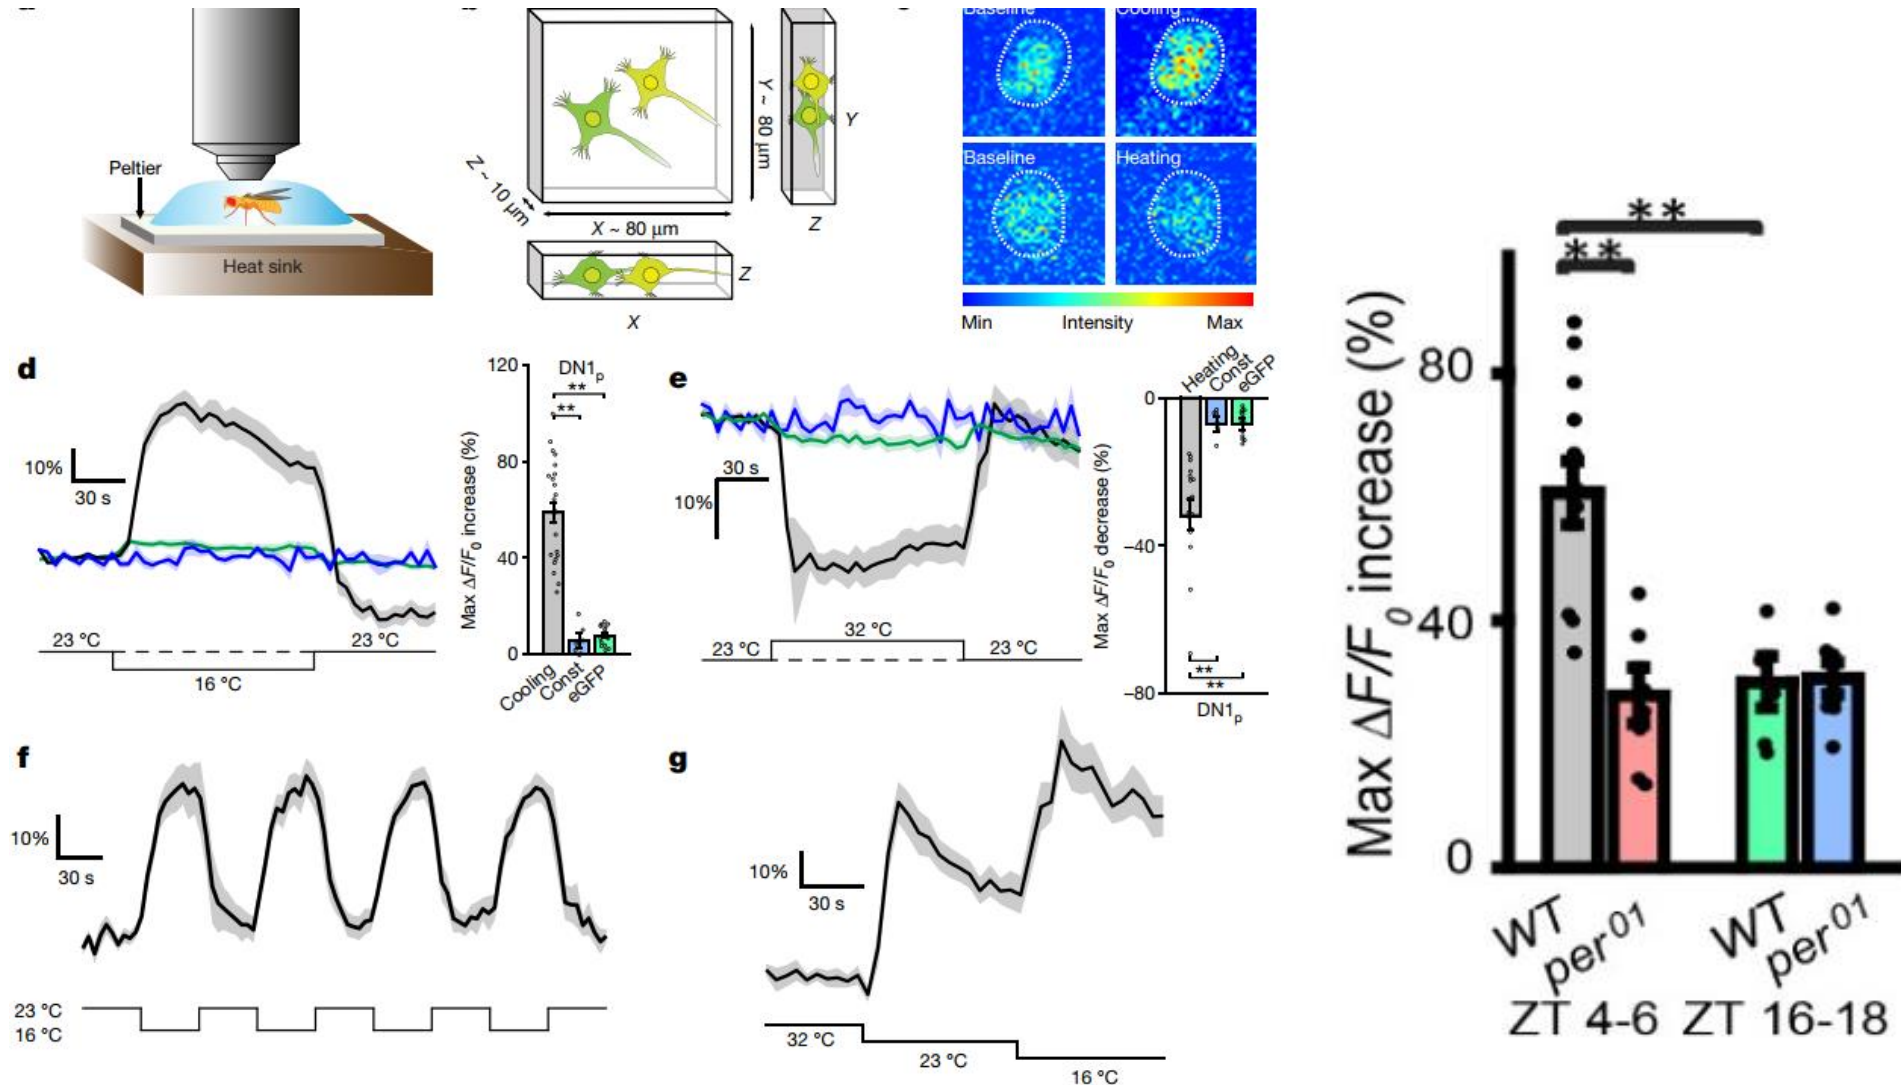 Peltier
Heat sink
Y ~ 80 μm
Z ~ 10 μm
X ~ 80 μm
Y
Z
Z
X
Baseline
Cooling
Baseline
Heating
Min Intensity Max
d
10%
30 s
23 °C
16 °C
23 °C
Max ΔF/F0 increase (%)
120
80
40
0
DN1p
**
**
Cooling
Const
eGFP
e
30 s
10%
23 °C
32 °C
23 °C
Max ΔF/F0 decrease (%)
Heating
Const
eGFP
0
−40
−80
**
**
DN1p
f
10%
30 s
23 °C
16 °C
g
10%
30 s
32 °C
23 °C
16 °C
Max ΔF/F0 increase (%)
80
40
0
**
**
WT
per01
WT
per01
ZT 4-6 ZT 16-18